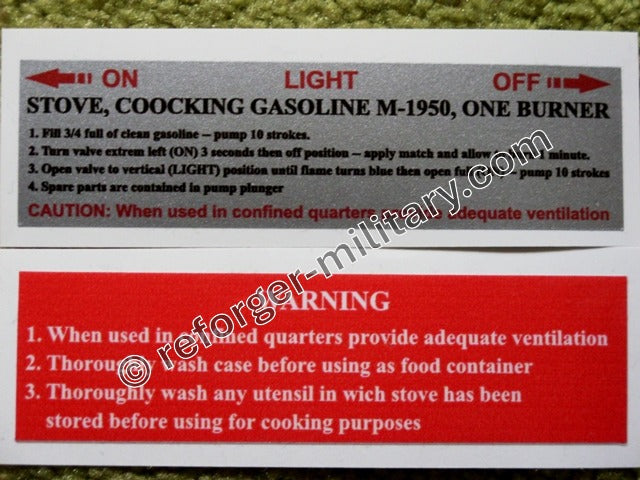 ON LIGHT OFF
STOVE, COOCKING GASOLINE M-1950, ONE BURNER
1. Fill 3/4 full of clean gasoline – pump 10 strokes.
2. Turn valve extrem left (ON) 3 seconds then off position – apply match and allow minute.
3. Open valve to vertical (LIGHT) position until flame turns blue then open pump 10 strokes
4. Spare parts are contained in pump plunger
CAUTION: When used in confined quarters adequate ventilation
WARNING
1. When used in confined quarters provide adequate ventilation
2. Thoroughly wash case before using as food container
3. Thoroughly wash any utensil in wich stove has been
stored before using for cooking purposes
© reforger-military.com